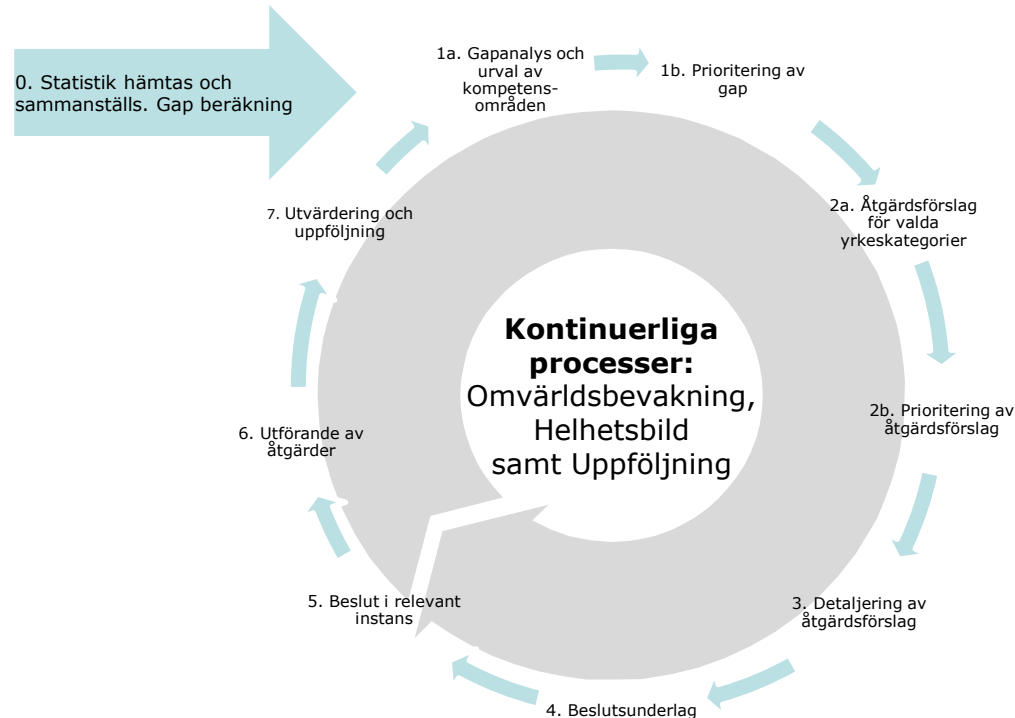 0. Statistik hämtas och
sammanställs. Gap beräkning
1a. Gapanalys och
urval av
kompetens-
områden
1b. Prioritering av
gap
2a. Åtgärdsförslag
för valda
yrkeskategorier
2b. Prioritering av
åtgärdsförslag
3. Detaljering av
åtgärdsförslag
4. Beslutsunderlag
5. Beslut i relevant
instans
6. Utförande av
åtgärder
7. Utvärdering och
uppföljning
Kontinuerliga
processer:
Omvärldsbevakning,
Helhetsbild
samt Uppföljning